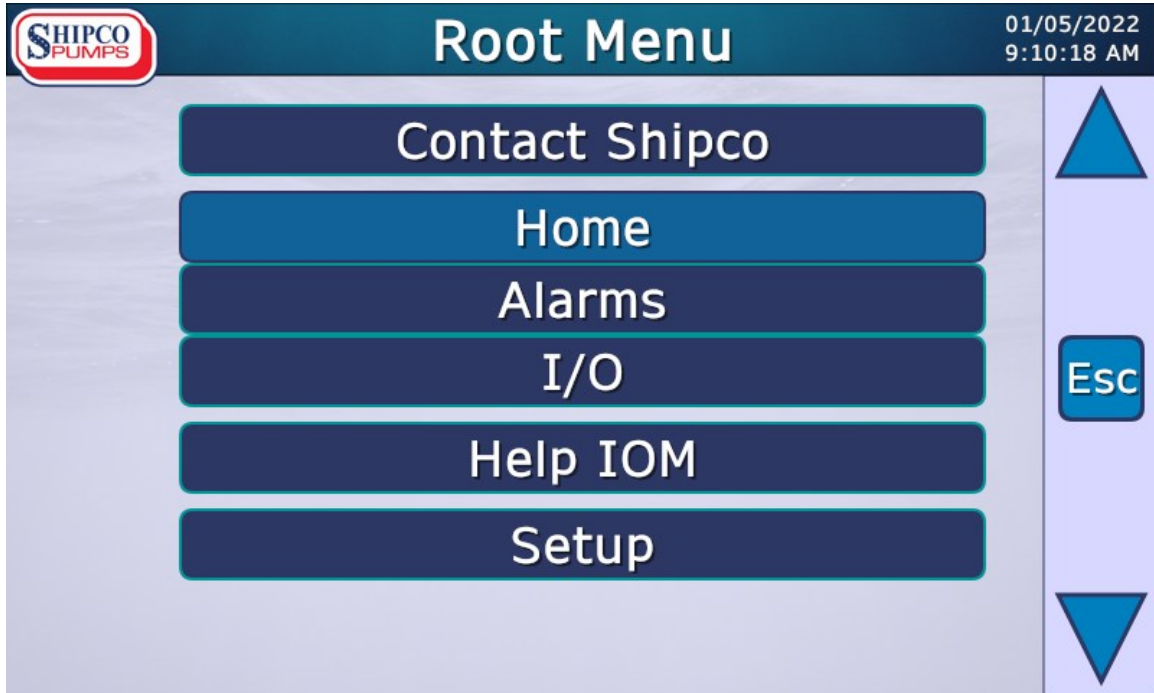 SHIPCO
PUMPS
Root Menu
01/05/2022
9:10:18 AM
Contact Shipco
Home
Alarms
I/O
Esc
Help IOM
Setup